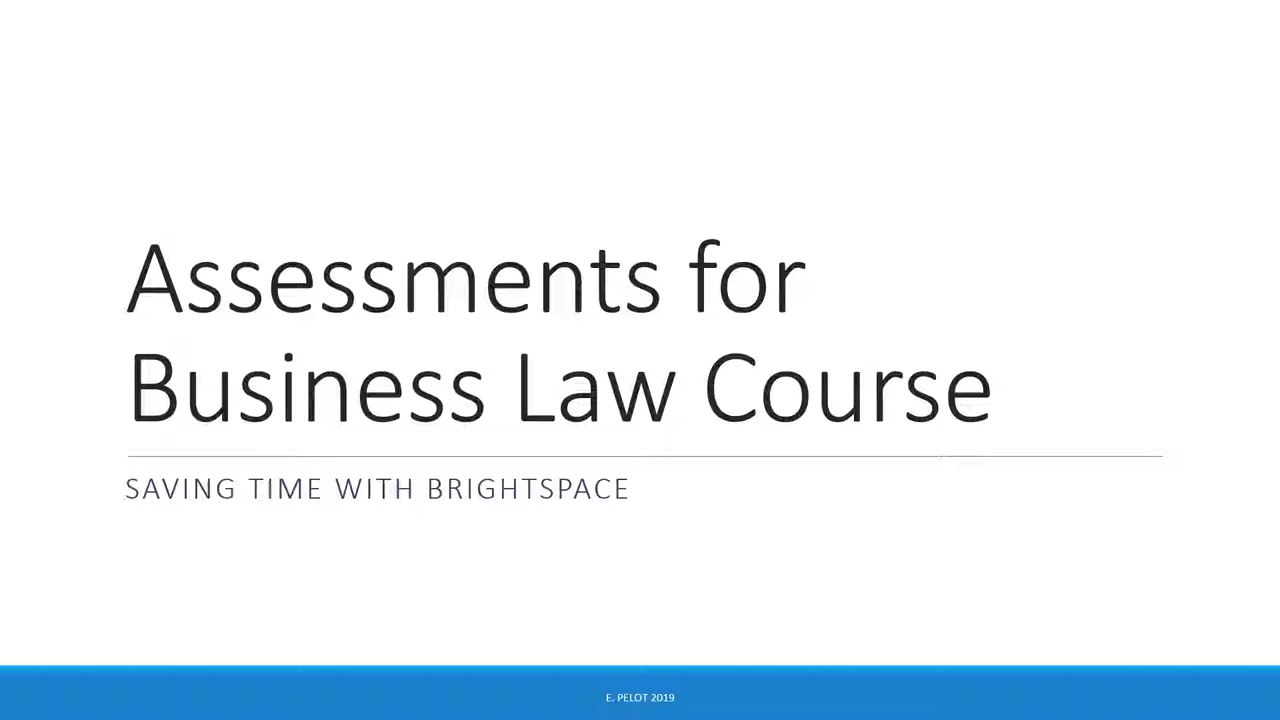 Assessments for
Business Law Course
SAVING TIME WITH BRIGHTSPACE
E. PELOT 2019